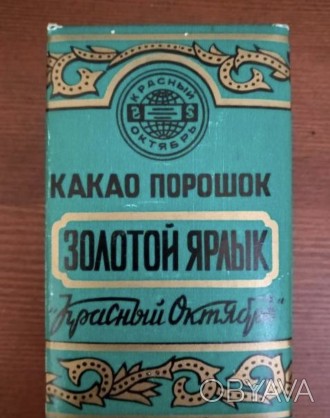 КРАСНЫЙ
ОКТЯБРЬ
КАКАО ПОРОШОК
ЗОЛОТОЙ ЯРЛЫК
"Красный Октябрь"
OBYAVA